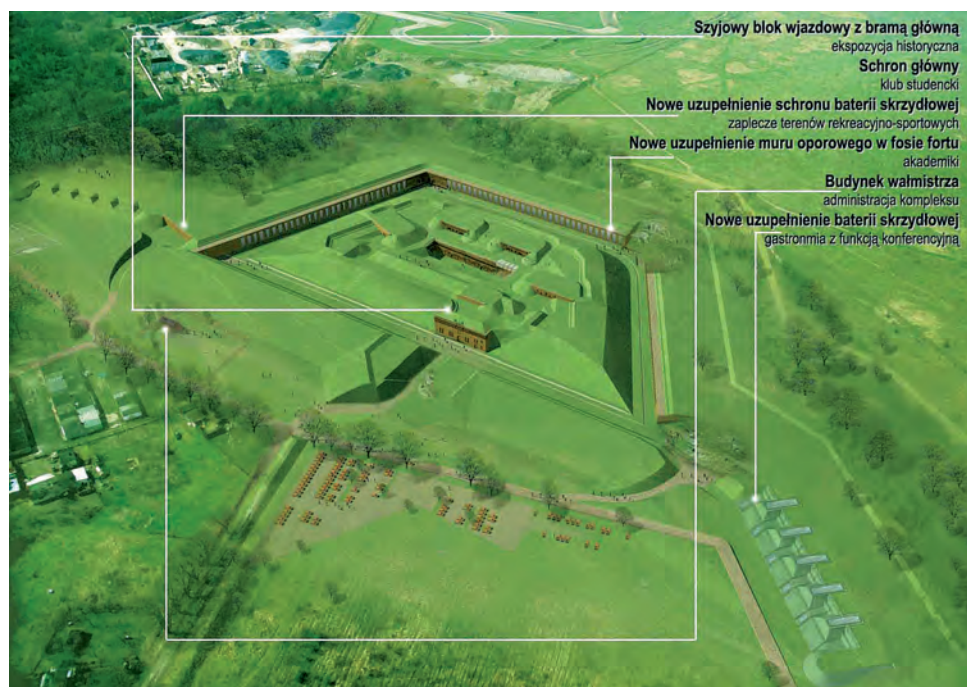 Szyjowy blok wjazdowy z bramą główną
ekspozycja historyczna
Schron główny
klub studencki
Nowe uzupełnienie schronu baterii skrzydłowej
zaplecze terenów rekreacyjno-sportowych
Nowe uzupełnienie muru oporowego w fosie fortu
akademiki
Budynek wałmistrza
administracja kompleksu
Nowe uzupełnienie baterii skrzydłowej
gastronmia z funkcją konferencyjną